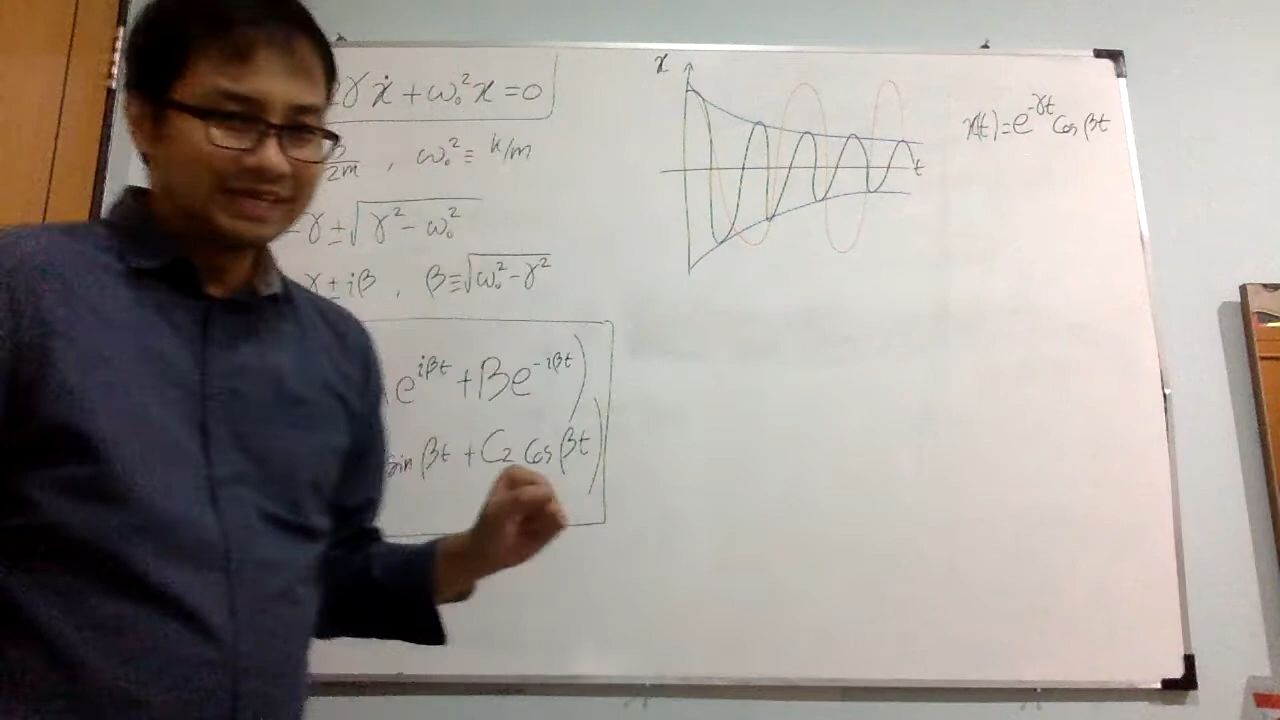 2γẋ + ω₀²x = 0
2m , ω₀² ≡ k/m
-γ ± √γ² - ω₀²
γ ± iβ , β ≡ √ω₀² - γ²
e^{iβt} + Be^{-iβt})
sin βt + C₂ Cos βt)
x
t
x(t) = e^{-γt} Cos βt